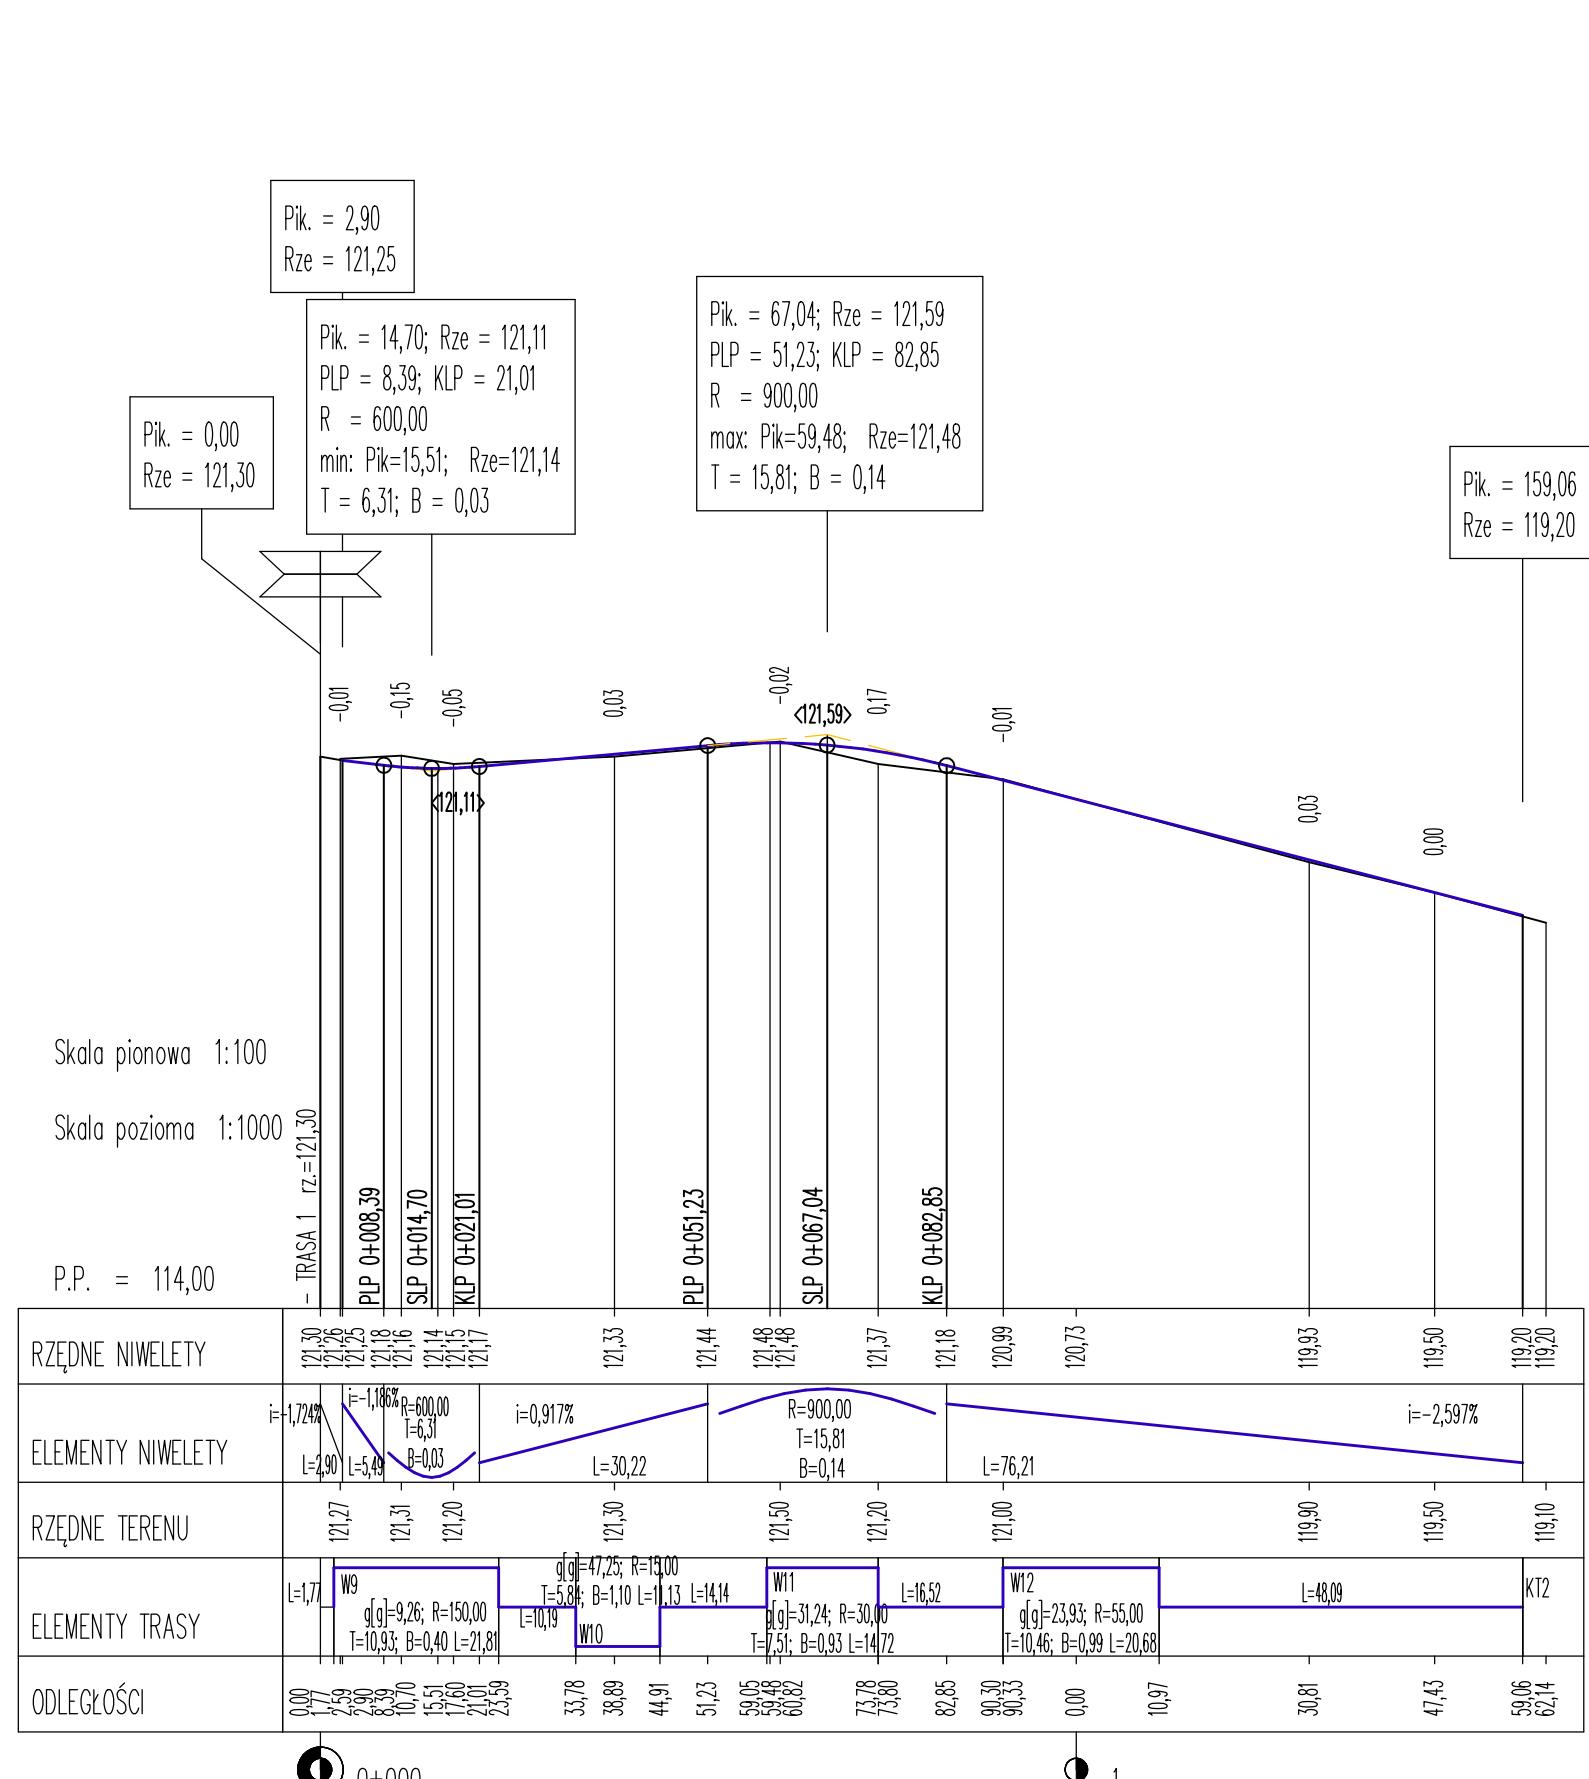 Pik. = 2,90
Rze = 121,25
Pik. = 14,70; Rze = 121,11
PLP = 8,39; KLP = 21,01
R = 600,00
min: Pik=15,51; Rze=121,14
T = 6,31; B = 0,03
Pik. = 67,04; Rze = 121,59
PLP = 51,23; KLP = 82,85
R = 900,00
max: Pik=59,48; Rze=121,48
T = 15,81; B = 0,14
Pik. = 0,00
Rze = 121,30
Pik. = 159,06
Rze = 119,20
-0,01
-0,15
-0,05
0,03
-0,02
0,17
-0,01
0,03
0,00
<121,59>
<121,11>
Skala pionowa 1:100
Skala pozioma 1:1000
P.P. = 114,00
- TRASA 1 rz.=121,30
PLP 0+008,39
SLP 0+014,70
KLP 0+021,01
PLP 0+051,23
SLP 0+067,04
KLP 0+082,85
RZĘDNE NIWELETY
121,30
121,26
121,25
121,18
121,16
121,14
121,15
121,17
121,33
121,44
121,48
121,48
121,37
121,18
120,99
120,73
119,93
119,50
119,20
119,20
ELEMENTY NIWELETY
i=-1,724%
L=2,90
i=-1,186%
L=5,49
R=600,00
T=6,31
B=0,03
i=0,917%
L=30,22
R=900,00
T=15,81
B=0,14
L=76,21
i=-2,597%
RZĘDNE TERENU
121,27
121,31
121,20
121,30
121,50
121,20
121,00
119,90
119,50
119,10
ELEMENTY TRASY
L=1,77
W9
g[g]=9,26; R=150,00
T=10,93; B=0,40 L=21,81
L=10,19
g[g]=47,25; R=15,00
T=5,84; B=1,10 L=11,13
W10
L=14,14
W11
g[g]=31,24; R=30,00
T=7,51; B=0,93 L=14,72
L=16,52
W12
g[g]=23,93; R=55,00
T=10,46; B=0,99 L=20,68
L=48,09
KT2
ODLEGŁOŚCI
0,00
1,77
2,59
2,90
8,39
10,70
15,51
17,60
21,01
23,59
33,78
38,89
44,91
51,23
59,05
59,48
60,82
73,78
73,80
82,85
90,30
90,33
0,00
10,97
30,81
47,43
59,06
62,14
0+000
1